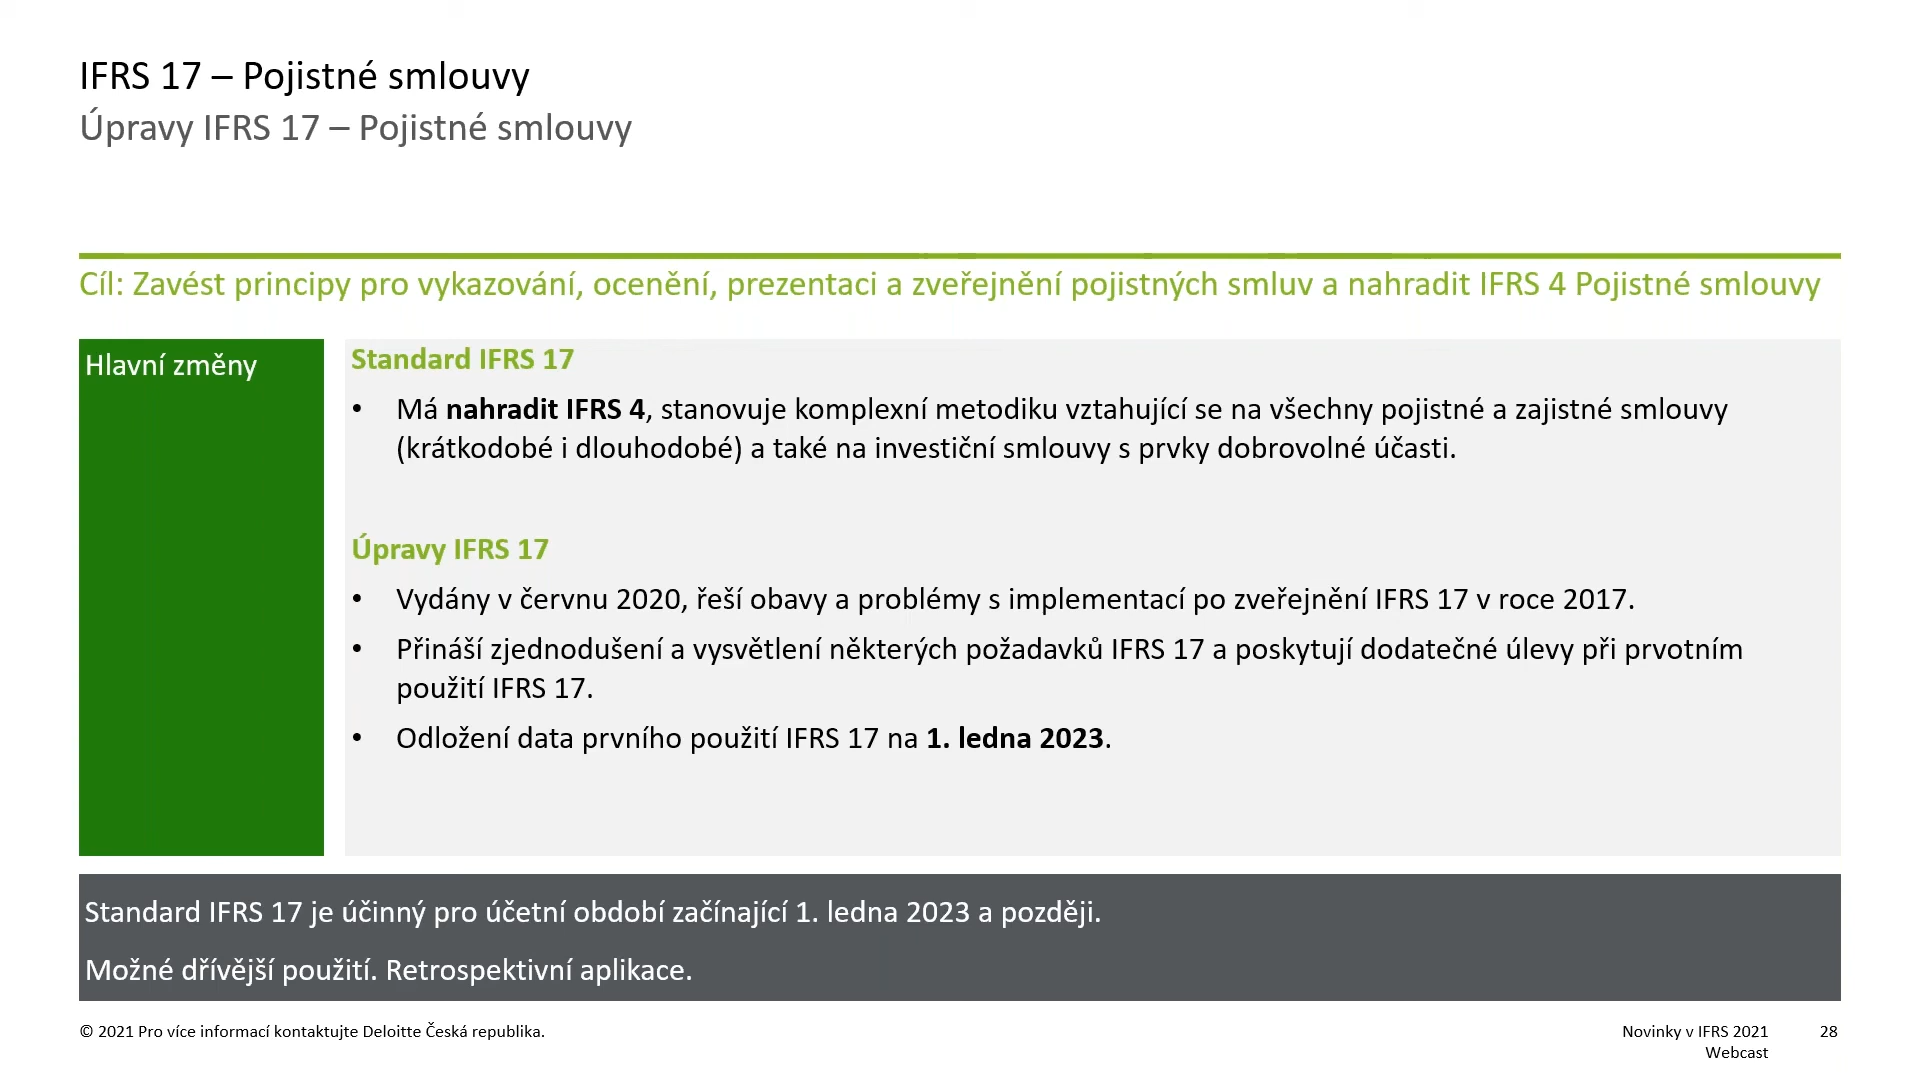 IFRS 17 – Pojistné smlouvy
Úpravy IFRS 17 – Pojistné smlouvy
Cíl: Zavést principy pro vykazování, ocenění, prezentaci a zveřejnění pojistných smluv a nahradit IFRS 4 Pojistné smlouvy
Hlavní změny
Standard IFRS 17
• Má nahradit IFRS 4, stanovuje komplexní metodiku vztahující se na všechny pojistné a zajistné smlouvy
(krátkodobé i dlouhodobé) a také na investiční smlouvy s prvky dobrovolné účasti.
Úpravy IFRS 17
• Vydány v červnu 2020, řeší obavy a problémy s implementací po zveřejnění IFRS 17 v roce 2017.
• Přináší zjednodušení a vysvětlení některých požadavků IFRS 17 a poskytují dodatečné úlevy při prvotním
použití IFRS 17.
• Odložení data prvního použití IFRS 17 na 1. ledna 2023.
Standard IFRS 17 je účinný pro účetní období začínající 1. ledna 2023 a později.
Možné dřívější použití. Retrospektivní aplikace.
© 2021 Pro více informací kontaktujte Deloitte Česká republika.
Novinky v IFRS 2021
Webcast
28